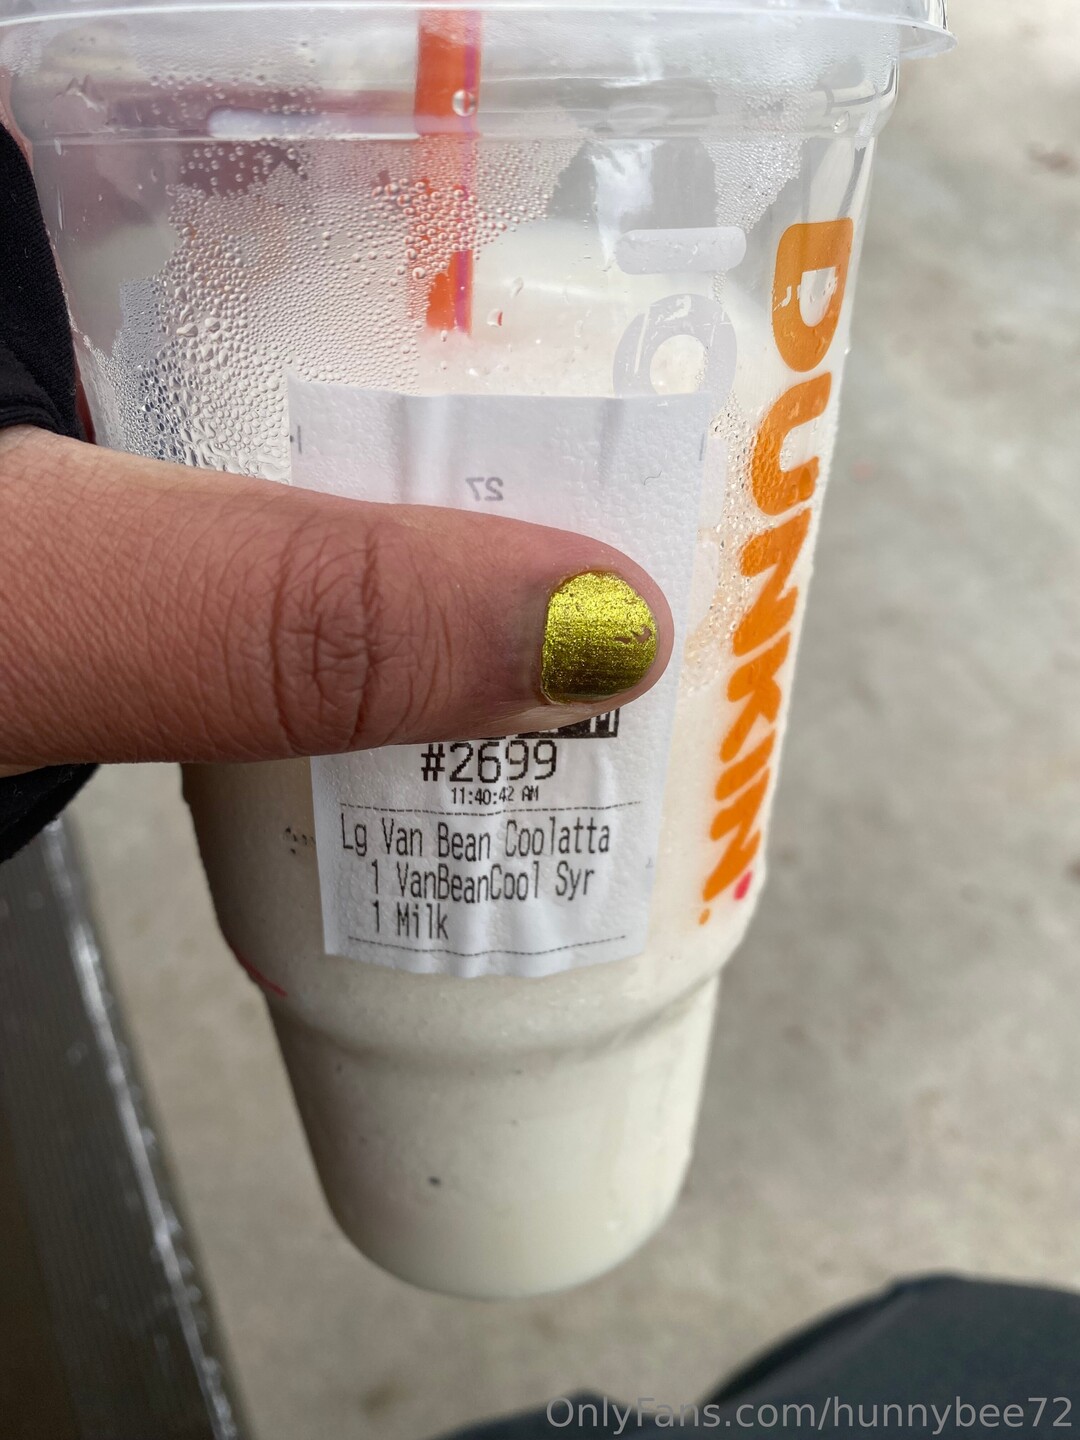 DUNKIN'
lg
27
#2699
11:40:42 AM
Lg Van Bean Coolatta
1 VanBeanCool Syr
1 Milk
OnlyFans.com/hunnybee72